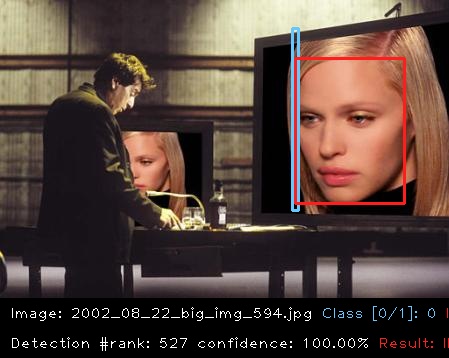 Image: 2002_08_22_big_img_594.jpg Class [0/1]: 0
Detection #rank: 527 confidence: 100.00% Result: